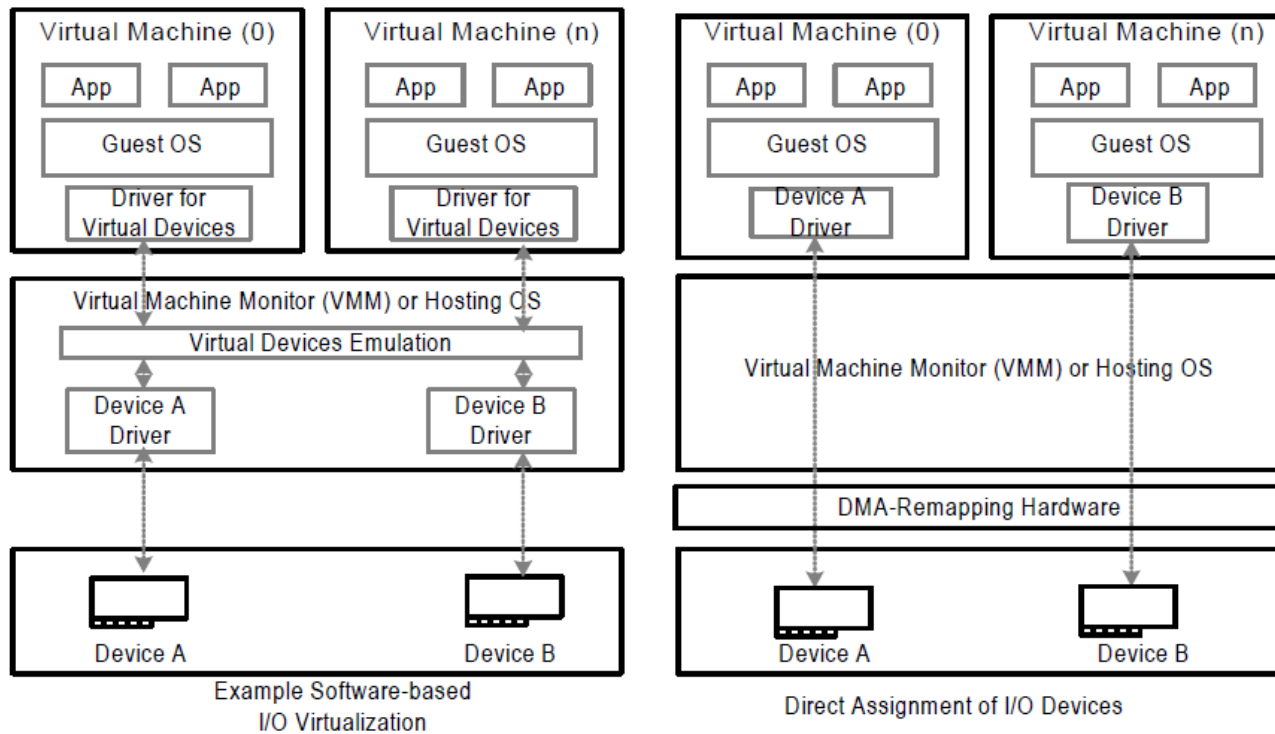 Virtual Machine (0)
App
App
Guest OS
Driver for
Virtual Devices
Virtual Machine (n)
App
App
Guest OS
Driver for
Virtual Devices
Virtual Machine Monitor (VMM) or Hosting OS
Virtual Devices Emulation
Device A
Driver
Device B
Driver
Device A
Device B
Example Software-based
I/O Virtualization
Virtual Machine (0)
App
App
Guest OS
Device A
Driver
Virtual Machine (n)
App
App
Guest OS
Device B
Driver
Virtual Machine Monitor (VMM) or Hosting OS
DMA-Remapping Hardware
Device A
Device B
Direct Assignment of I/O Devices